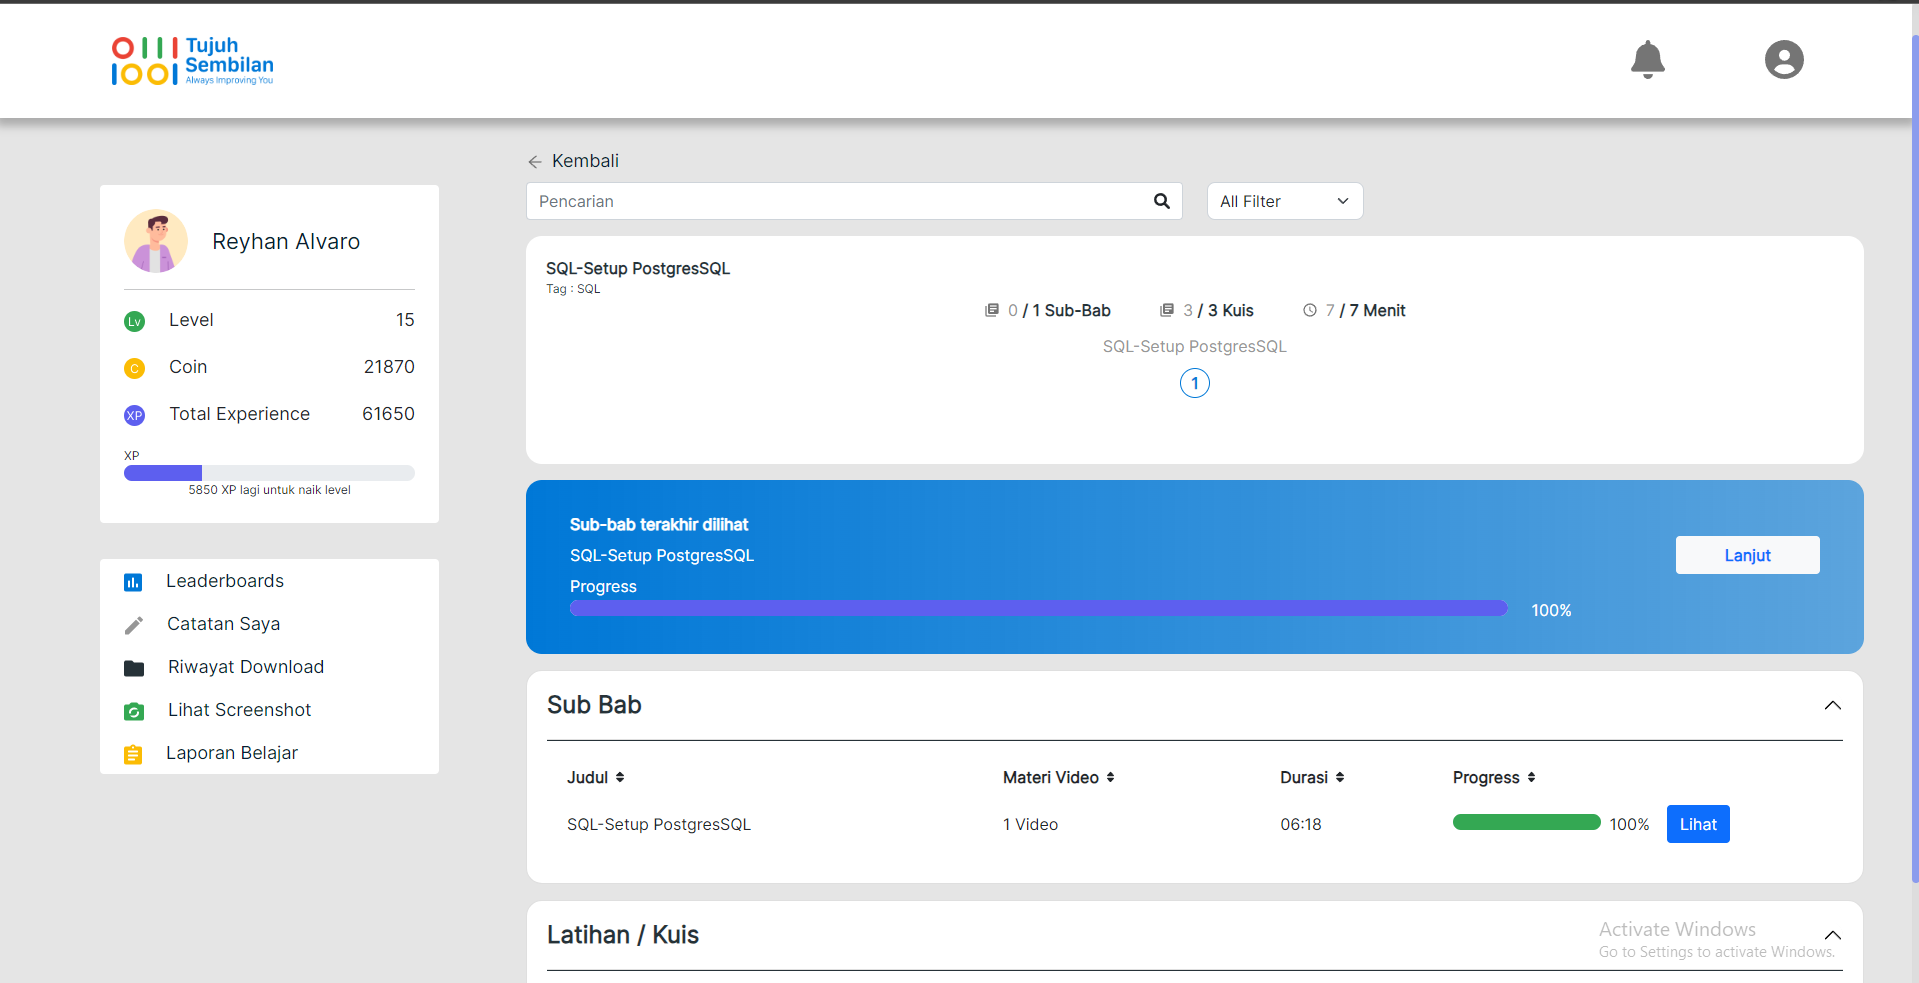 Tujuh
Sembilan
Always Improving You
Kembali
Pencarian
All Filter
Reyhan Alvaro
Lv Level 15
C Coin 21870
XP Total Experience 61650
XP
5850 XP lagi untuk naik level
Leaderboards
Catatan Saya
Riwayat Download
Lihat Screenshot
Laporan Belajar
SQL-Setup PostgresSQL
Tag : SQL
0 / 1 Sub-Bab 3 / 3 Kuis 7 / 7 Menit
SQL-Setup PostgresSQL
1
Sub-bab terakhir dilihat
SQL-Setup PostgresSQL
Lanjut
Progress
100%
Sub Bab
Judul Materi Video Durasi Progress
SQL-Setup PostgresSQL 1 Video 06:18 100% Lihat
Latihan / Kuis
Activate Windows
Go to Settings to activate Windows.